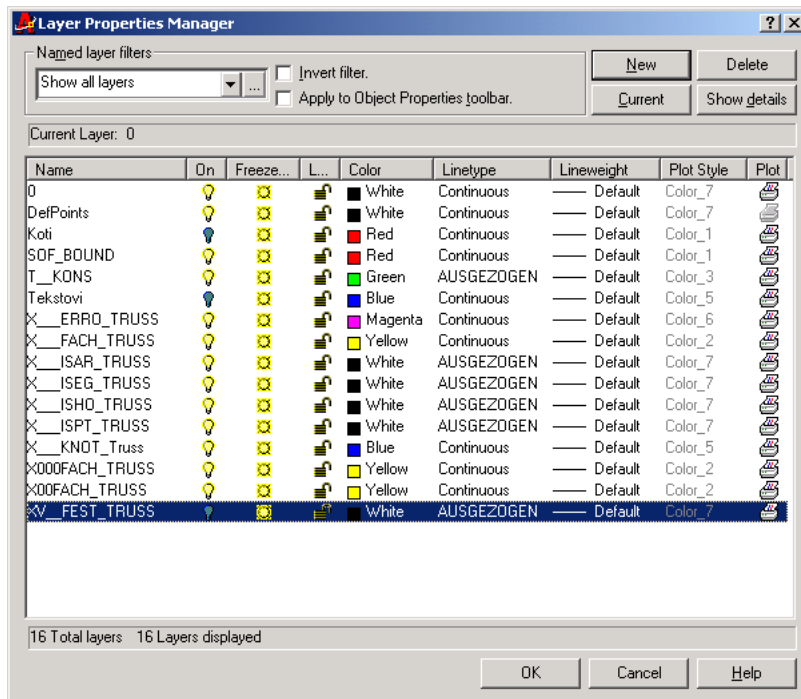 Layer Properties Manager
Named layer filters
Show all layers
...
Invert filter.
Apply to Object Properties toolbar.
New
Delete
Current
Show details
Current Layer: 0
Name On Freeze... L... Color Linetype Lineweight Plot Style Plot
0 White Continuous Default Color_7
DefPoints White Continuous Default Color_7
Koti Red Continuous Default Color_1
SOF_BOUND Red Continuous Default Color_1
T__KONS Green AUSGEZOGEN Default Color_3
Tekstovi Blue Continuous Default Color_5
X___ERRO_TRUSS Magenta Continuous Default Color_6
X___FACH_TRUSS Yellow Continuous Default Color_2
X___ISAR_TRUSS White AUSGEZOGEN Default Color_7
X___ISEG_TRUSS White AUSGEZOGEN Default Color_7
X___ISHO_TRUSS White AUSGEZOGEN Default Color_7
X___ISPT_TRUSS White AUSGEZOGEN Default Color_7
X___KNOT_Truss Blue Continuous Default Color_5
X000FACH_TRUSS Yellow Continuous Default Color_2
X00FACH_TRUSS Yellow Continuous Default Color_2
XV__FEST_TRUSS White AUSGEZOGEN Default Color_7
16 Total layers 16 Layers displayed
OK
Cancel
Help